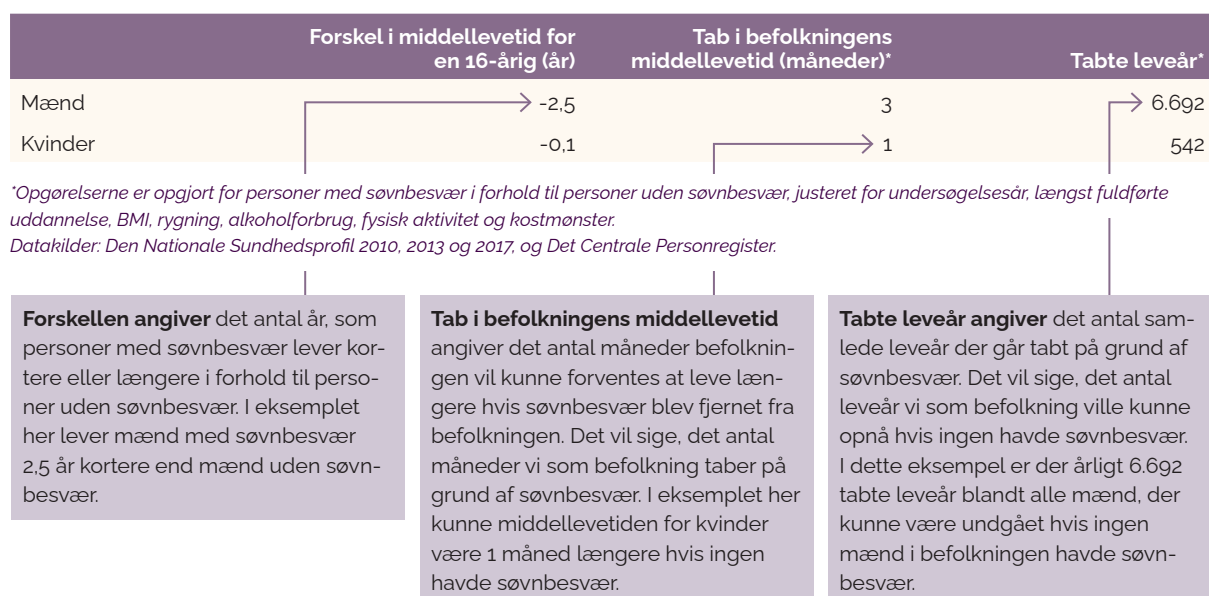 Forskel i middellevetid for
en 16-årig (år)
Tab i befolkningens
middellevetid (måneder)*
Tabte leveår*
Mænd -2,5 3 6.692
Kvinder -0,1 1 542
*Opgørelserne er opgjort for personer med søvnbesvær i forhold til personer uden søvnbesvær, justeret for undersøgelsesår, længst fuldførte
uddannelse, BMI, rygning, alkoholforbrug, fysisk aktivitet og kostmønster.
Datakilder: Den Nationale Sundhedsprofil 2010, 2013 og 2017, og Det Centrale Personregister.
Forskellen angiver det antal år, som
personer med søvnbesvær lever kor-
tere eller længere i forhold til perso-
ner uden søvnbesvær. I eksemplet
her lever mænd med søvnbesvær
2,5 år kortere end mænd uden søvn-
besvær.
Tab i befolkningens middellevetid
angiver det antal måneder befolknin-
gen vil kunne forventes at leve læn-
gere hvis søvnbesvær blev fjernet fra
befolkningen. Det vil sige, det antal
måneder vi som befolkning taber på
grund af søvnbesvær. I eksemplet her
kunne middellevetiden for kvinder
være 1 måned længere hvis ingen
havde søvnbesvær.
Tabte leveår angiver det antal sam-
lede leveår der går tabt på grund af
søvnbesvær. Det vil sige, det antal
leveår vi som befolkning ville kunne
opnå hvis ingen havde søvnbesvær.
I dette eksempel er der årligt 6.692
tabte leveår blandt alle mænd, der
kunne være undgået hvis ingen
mænd i befolkningen havde søvn-
besvær.